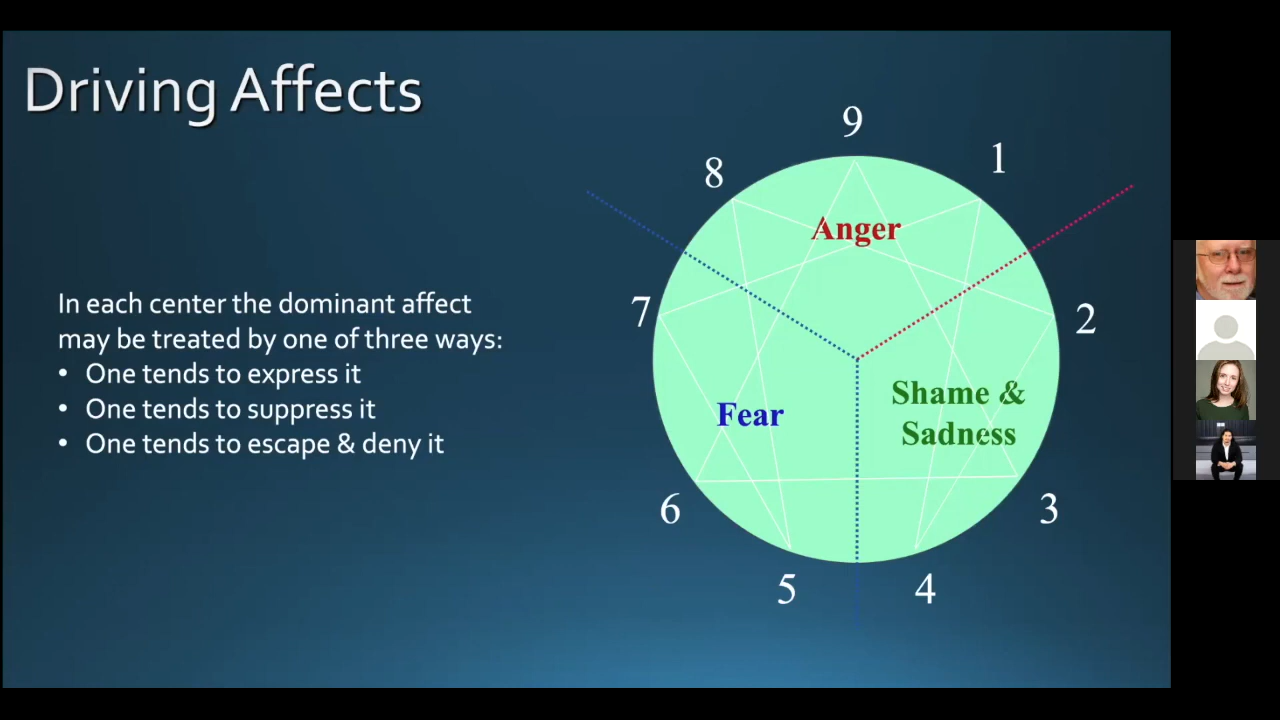 Driving Affects
In each center the dominant affect
may be treated by one of three ways:
• One tends to express it
• One tends to suppress it
• One tends to escape & deny it
9
8
1
Anger
7
2
Fear
Shame &
Sadness
6
3
5
4